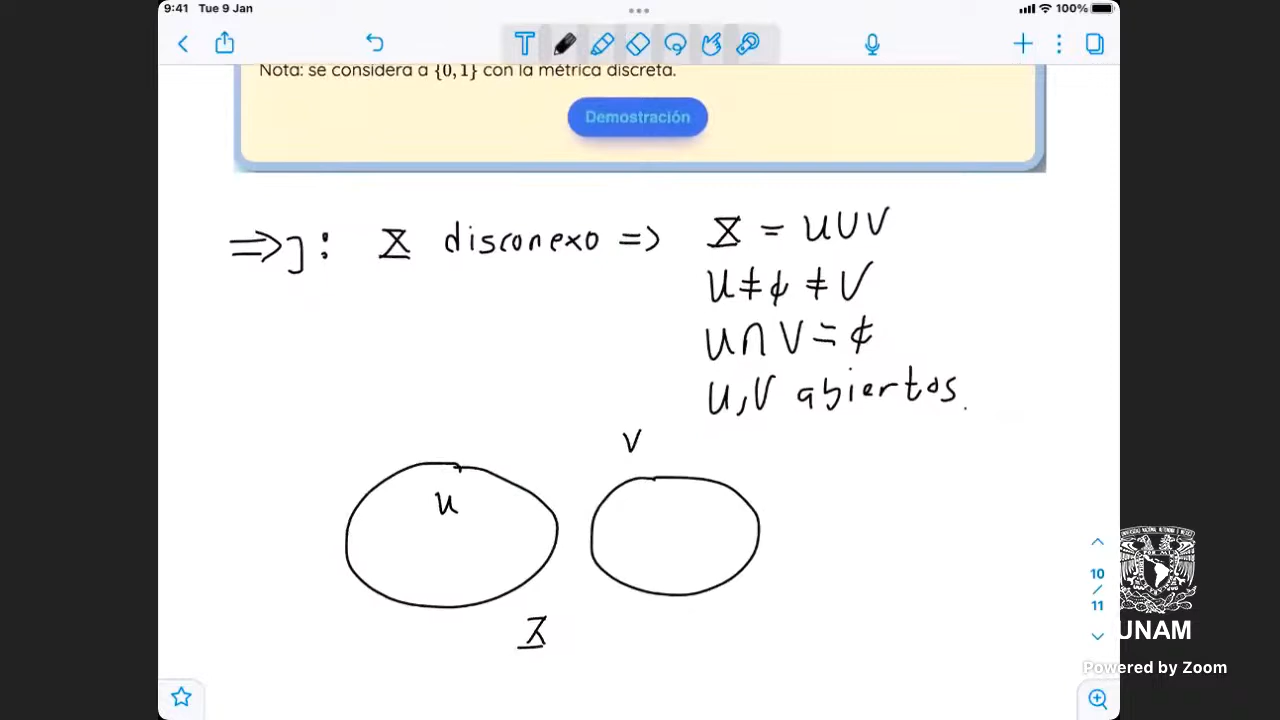 9:41 Tue 9 Jan
100%
Nota: se considera a {0, 1} con la métrica discreta.
Demostración
⇒]: X disconexo ⇒ X = U∪V
U ≠ ϕ ≠ V
U ∩ V = ϕ
U, V abiertos.
V
U
X
10
/
11
UNAM
Powered by Zoom